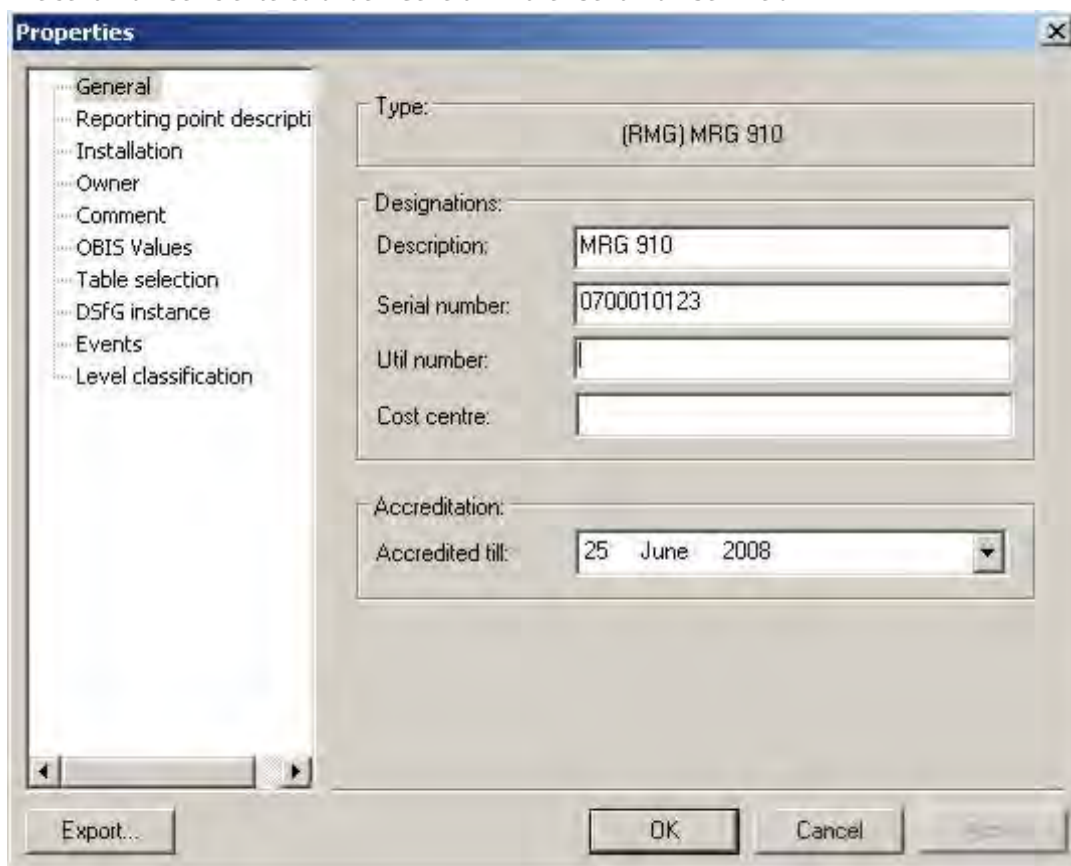 Properties
General
Reporting point descripti
Installation
Owner
Comment
OBIS Values
Table selection
DSfG instance
Events
Level classification
Type:
(RMG) MRG 910
Designations:
Description: MRG 910
Serial number: 0700010123
Util number:
Cost centre:
Accreditation:
Accredited till: 25 June 2008
Export... OK Cancel